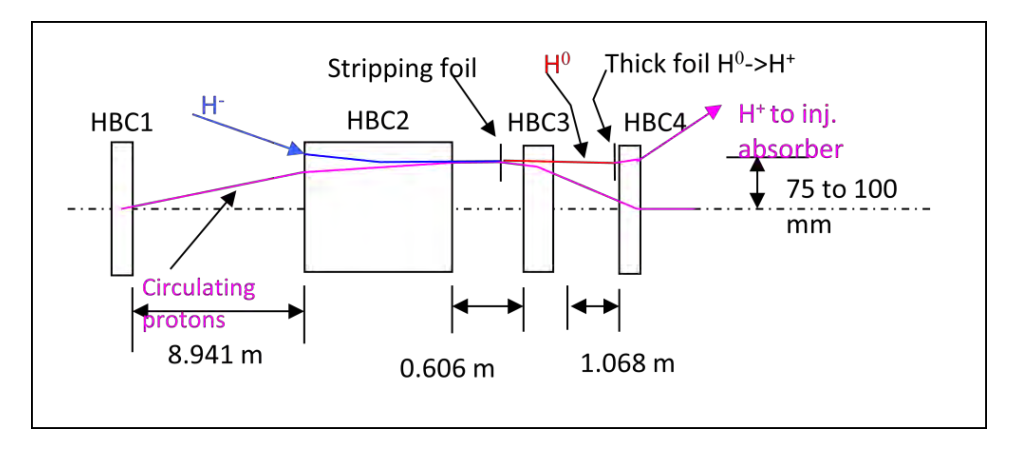 Stripping foil
H⁰
Thick foil H⁰->H⁺
H⁻
HBC1
HBC2
HBC3
HBC4
H⁺ to inj.
absorber
75 to 100
mm
Circulating
protons
8.941 m
0.606 m
1.068 m